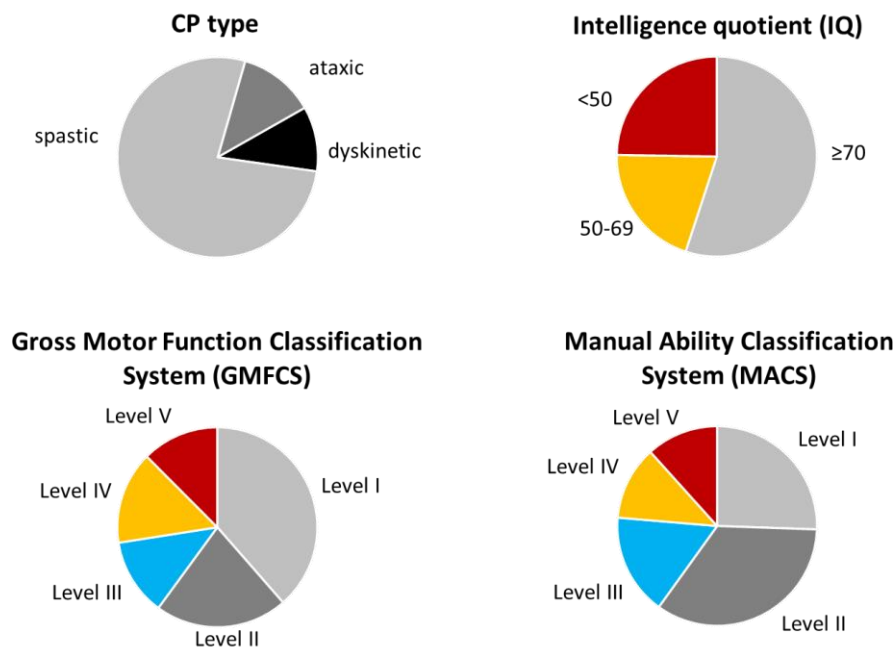 CP type
ataxic
spastic
dyskinetic
Intelligence quotient (IQ)
<50
≥70
50-69
Gross Motor Function Classification
System (GMFCS)
Level V
Level I
Level IV
Level III
Level II
Manual Ability Classification
System (MACS)
Level V
Level I
Level IV
Level III
Level II